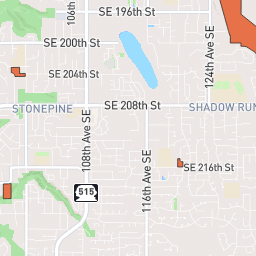 SE 196th St
106th
SE 200th St
124th Ave SE
SE 204th St
STONEPINE
SE 208th St
SHADOW RUN
108th Ave SE
SE 216th St
515
116th Ave SE